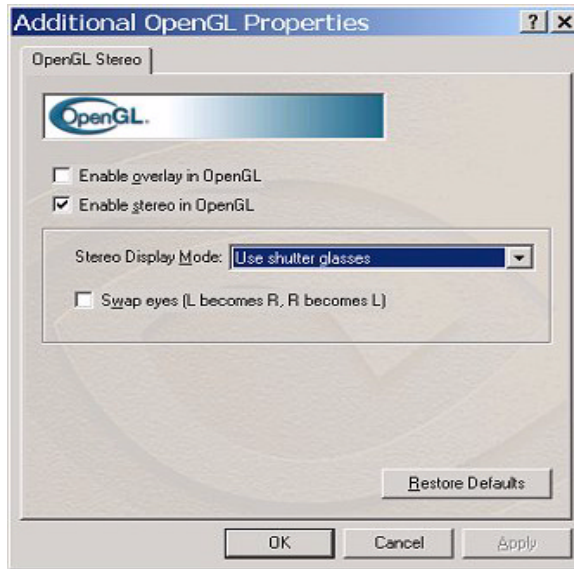 Additional OpenGL Properties
OpenGL Stereo
OpenGL.
Enable overlay in OpenGL
Enable stereo in OpenGL
Stereo Display Mode: Use shutter glasses
Swap eyes (L becomes R, R becomes L)
Restore Defaults
OK Cancel Apply